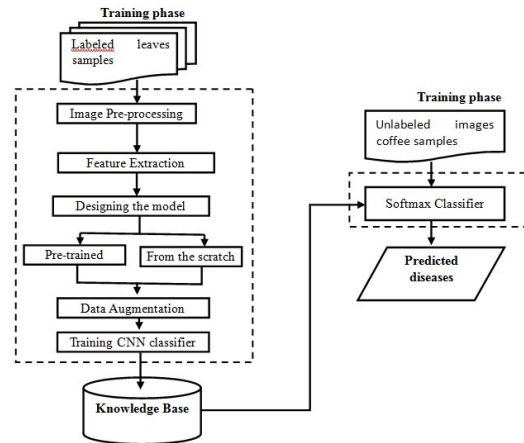 Training phase
Labeled leaves
samples
Image Pre-processing
Feature Extraction
Designing the model
Pre-trained
From the scratch
Data Augmentation
Training CNN classifier
Knowledge Base
Training phase
Unlabeled images
coffee samples
Softmax Classifier
Predicted
diseases